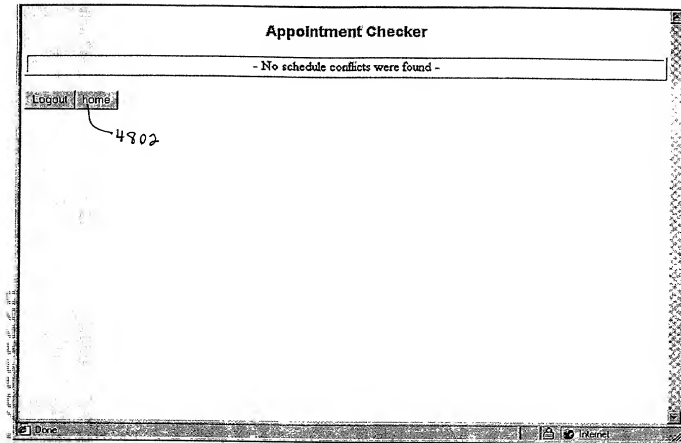 Appointment Checker
- No schedule conflicts were found -
Logout home
4802
Done Internet